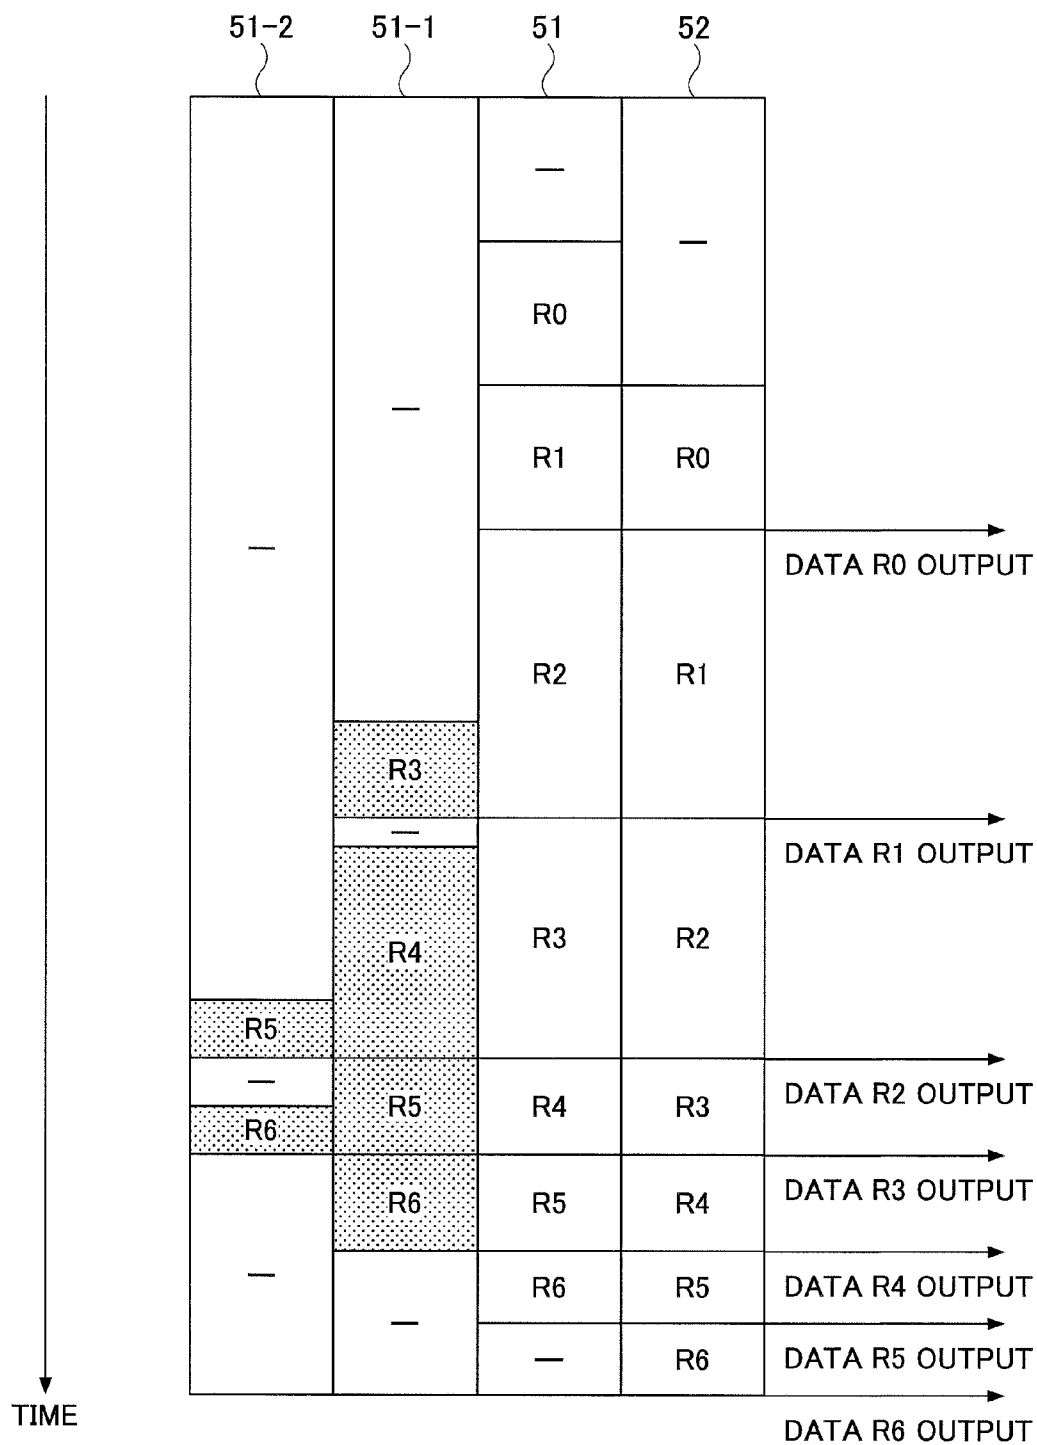 51-2 51-1 51 52
—
—
R0
—
R1 R0
DATA R0 OUTPUT
—
R2 R1
R3
—
DATA R1 OUTPUT
R4 R3 R2
R5
—
DATA R2 OUTPUT
R5 R4 R3
R6
DATA R3 OUTPUT
R6 R5 R4
—
R6 R5 DATA R4 OUTPUT
—
— R6 DATA R5 OUTPUT
TIME
DATA R6 OUTPUT